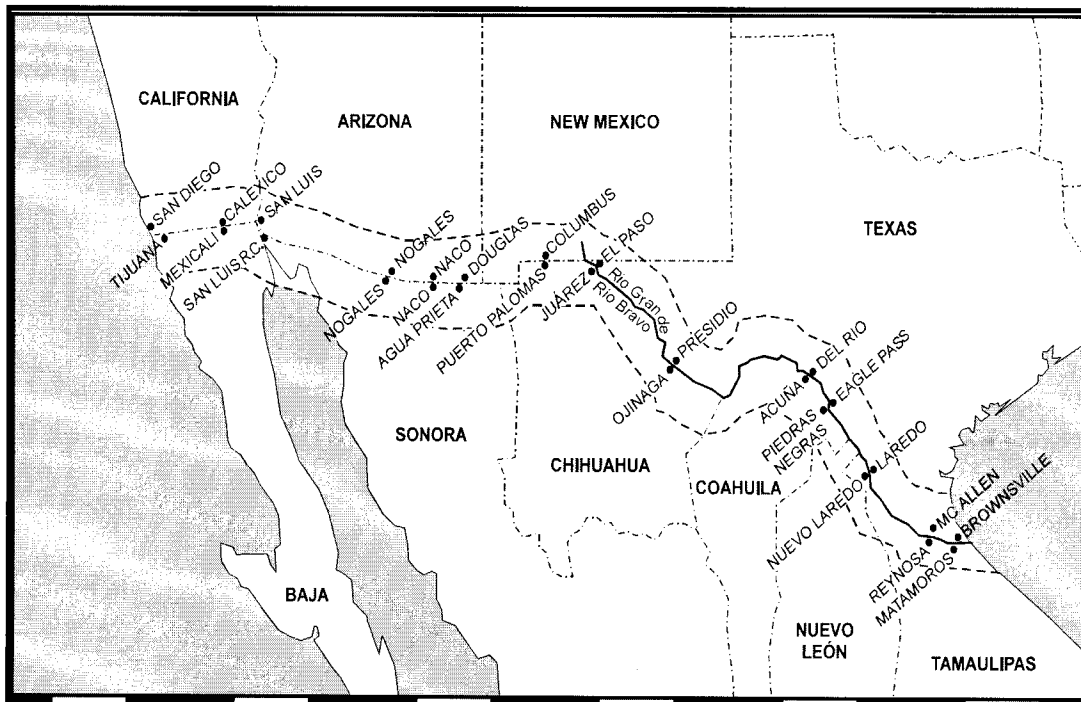 CALIFORNIA
ARIZONA
NEW MEXICO
TEXAS
SAN DIEGO
TIJUANA
CALEXICO
MEXICALI
SAN LUIS
SAN LUIS R.C.
NOGALES
NOGALES
NACO
NACO
DOUGLAS
AGUA PRIETA
COLUMBUS
PUERTO PALOMAS
EL PASO
JUÁREZ
Rio Grande
Rio Bravo
PRESIDIO
OJINAGA
DEL RIO
ACUÑA
EAGLE PASS
PIEDRAS
NEGRAS
LAREDO
NUEVO LAREDO
MC ALLEN
REYNOSA
BROWNSVILLE
MATAMOROS
SONORA
CHIHUAHUA
COAHUILA
BAJA
NUEVO
LEÓN
TAMAULIPAS